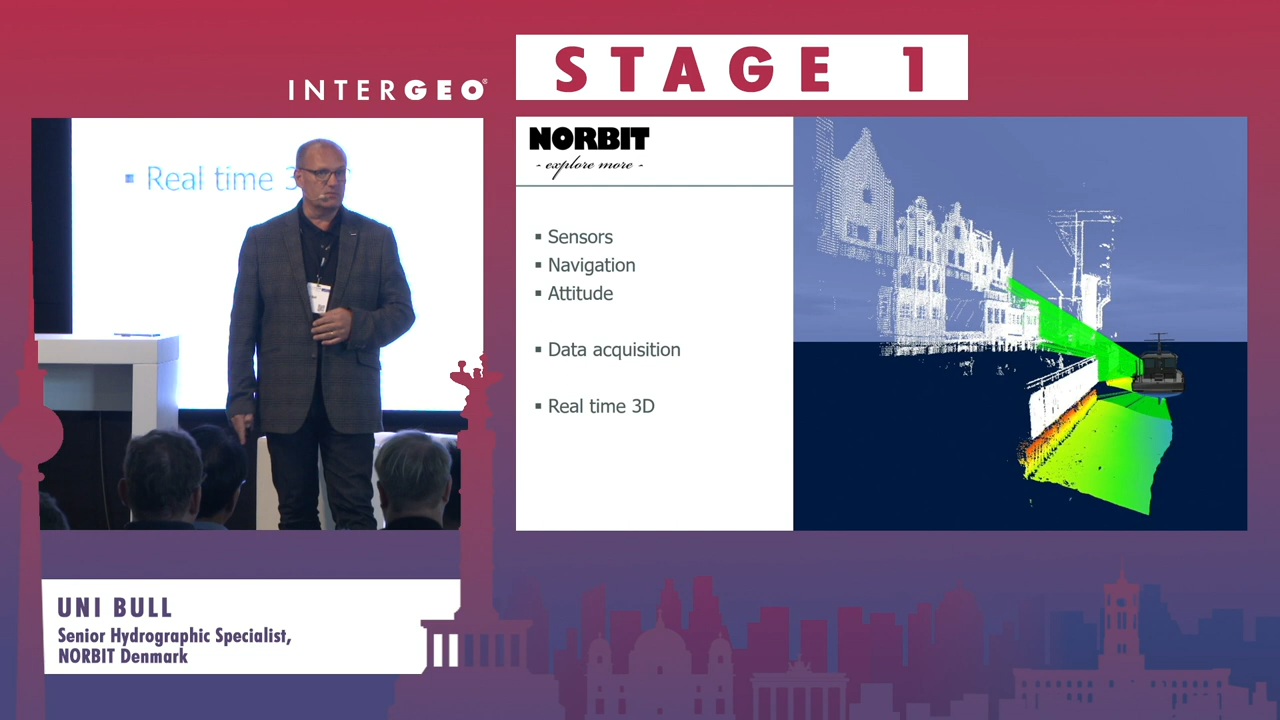 STAGE 1
INTERGEO®
Real time 3
NORBIT
- explore more -
▪ Sensors
▪ Navigation
▪ Attitude
▪ Data acquisition
▪ Real time 3D
UNI BULL
Senior Hydrographic Specialist,
NORBIT Denmark